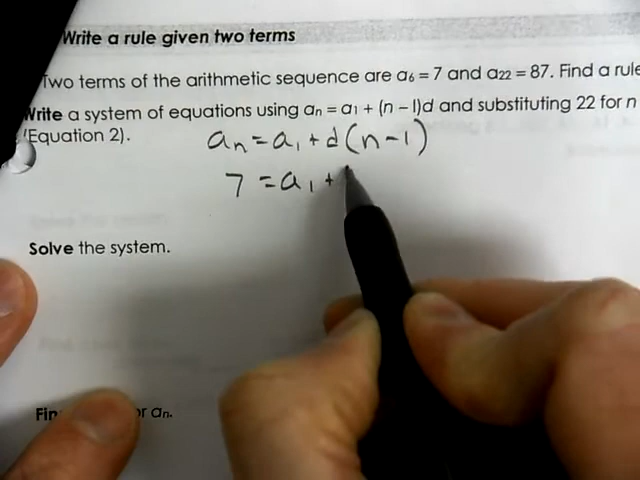 Write a rule given two terms
Two terms of the arithmetic sequence are a6 = 7 and a22 = 87. Find a rule
Write a system of equations using an = a1 + (n – 1)d and substituting 22 for n
(Equation 2).
an = a1 + d(n-1)
7 = a1 +
Solve the system.
an.